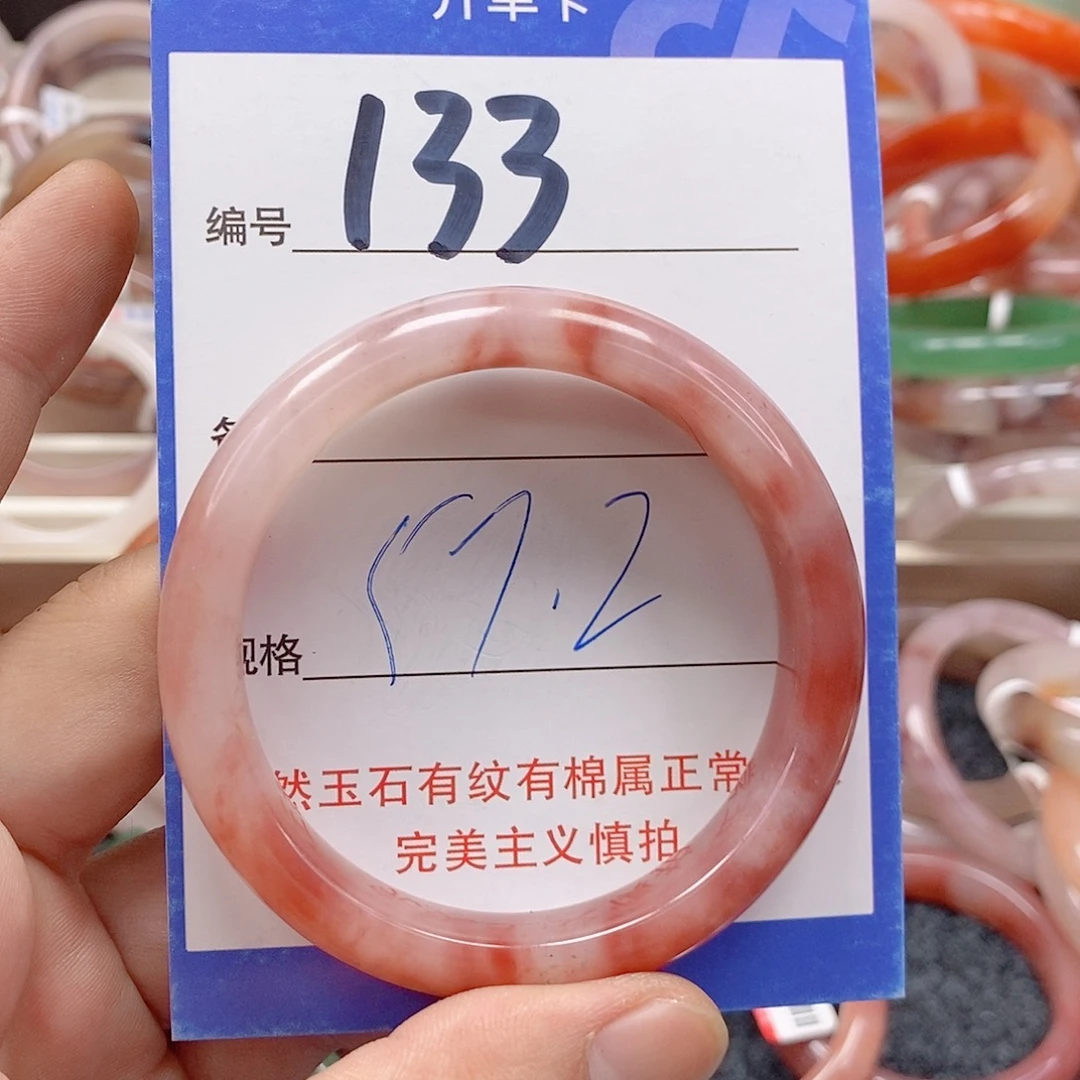 编号 133
规格 57.2
然玉石有纹有棉属正常
完美主义慎拍